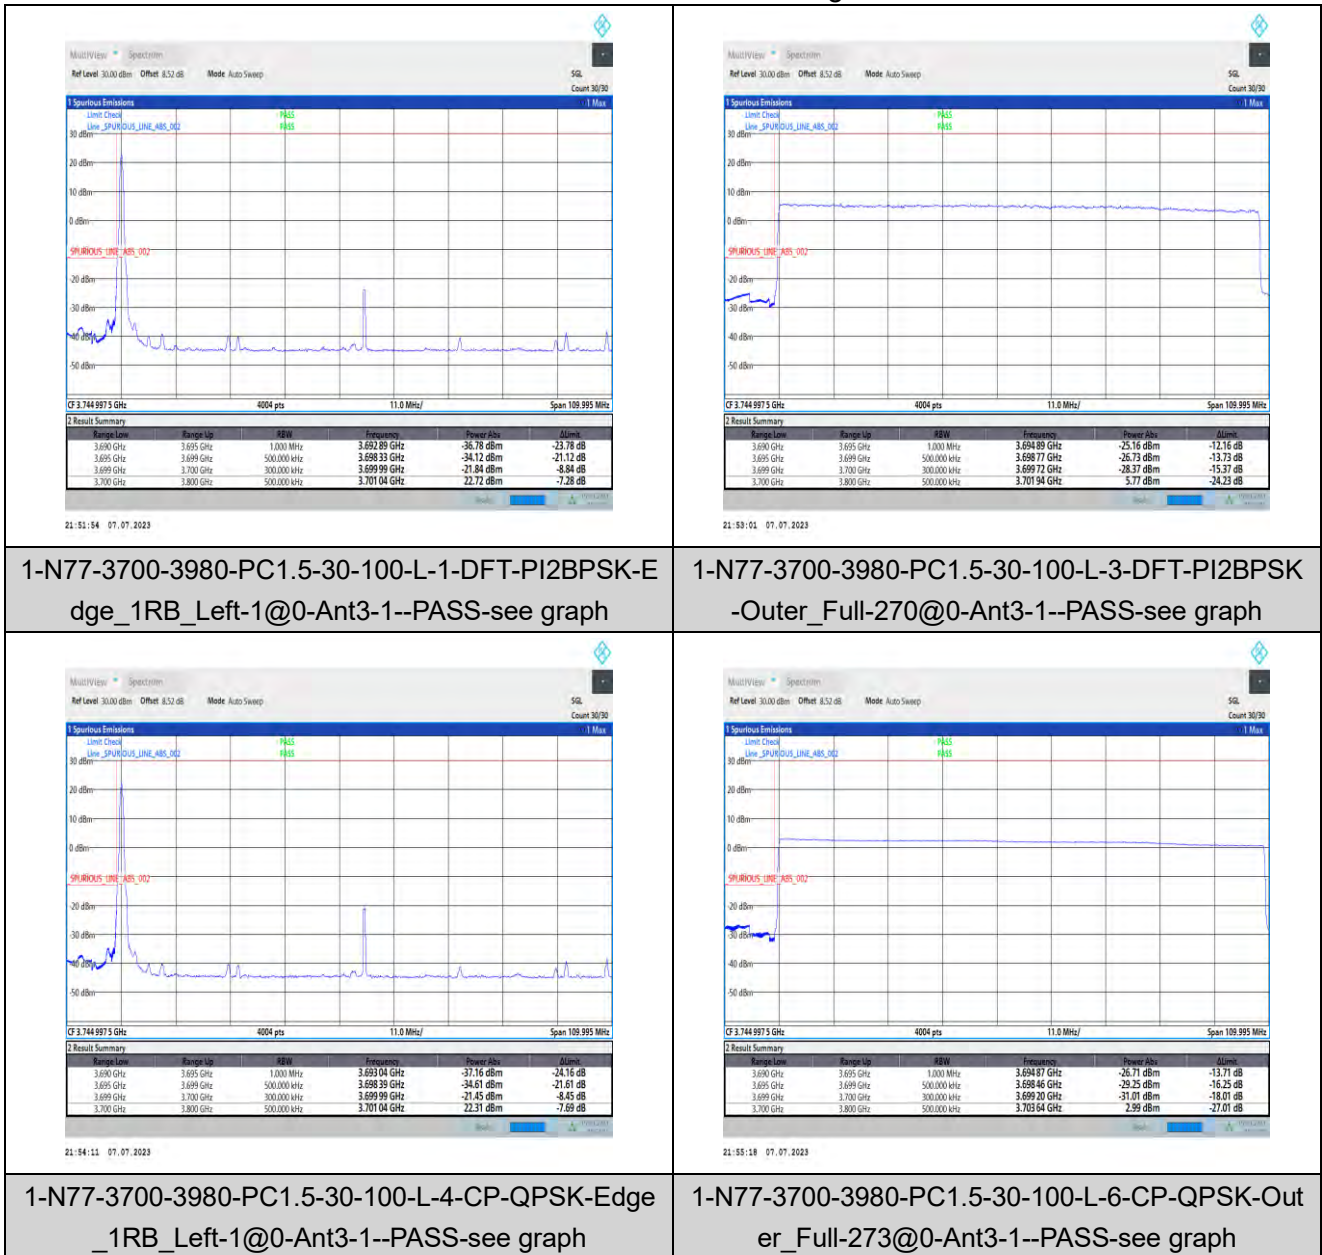 MultiView Spectrum
Ref Level 30.00 dBm Offset 8.52 dB Mode Auto Sweep SGL
Count 30/30
1 Spurious Emissions 1 Max
Limit Check PASS
Line _SPURIOUS_LINE_ABS_002 PASS
30 dBm
20 dBm
10 dBm
0 dBm
SPURIOUS_LINE_ABS_002
-20 dBm
-30 dBm
-40 dBm
-50 dBm
CF 3.744 997 5 GHz 4004 pts 11.0 MHz/ Span 109.995 MHz
2 Result Summary
Range Low Range Up RBW Frequency Power Abs ΔLimit
3.690 GHz 3.695 GHz 1.000 MHz 3.692 89 GHz -36.78 dBm -23.78 dB
3.695 GHz 3.699 GHz 500.000 kHz 3.698 33 GHz -34.12 dBm -21.12 dB
3.699 GHz 3.700 GHz 300.000 kHz 3.699 99 GHz -21.84 dBm -8.84 dB
3.700 GHz 3.800 GHz 500.000 kHz 3.701 04 GHz 22.72 dBm -7.28 dB
21:51:54 07.07.2023
1-N77-3700-3980-PC1.5-30-100-L-1-DFT-PI2BPSK-E
dge_1RB_Left-1@0-Ant3-1--PASS-see graph
MultiView Spectrum
Ref Level 30.00 dBm Offset 8.52 dB Mode Auto Sweep SGL
Count 30/30
1 Spurious Emissions 1 Max
Limit Check PASS
Line _SPURIOUS_LINE_ABS_002 PASS
30 dBm
20 dBm
10 dBm
0 dBm
SPURIOUS_LINE_ABS_002
-20 dBm
-30 dBm
-40 dBm
-50 dBm
CF 3.744 997 5 GHz 4004 pts 11.0 MHz/ Span 109.995 MHz
2 Result Summary
Range Low Range Up RBW Frequency Power Abs ΔLimit
3.690 GHz 3.695 GHz 1.000 MHz 3.694 89 GHz -25.16 dBm -12.16 dB
3.695 GHz 3.699 GHz 500.000 kHz 3.698 77 GHz -26.73 dBm -13.73 dB
3.699 GHz 3.700 GHz 300.000 kHz 3.699 72 GHz -28.37 dBm -15.37 dB
3.700 GHz 3.800 GHz 500.000 kHz 3.701 94 GHz 5.77 dBm -24.23 dB
21:53:01 07.07.2023
1-N77-3700-3980-PC1.5-30-100-L-3-DFT-PI2BPSK
-Outer_Full-270@0-Ant3-1--PASS-see graph
MultiView Spectrum
Ref Level 30.00 dBm Offset 8.52 dB Mode Auto Sweep SGL
Count 30/30
1 Spurious Emissions 1 Max
Limit Check PASS
Line _SPURIOUS_LINE_ABS_002 PASS
30 dBm
20 dBm
10 dBm
0 dBm
SPURIOUS_LINE_ABS_002
-20 dBm
-30 dBm
-40 dBm
-50 dBm
CF 3.744 997 5 GHz 4004 pts 11.0 MHz/ Span 109.995 MHz
2 Result Summary
Range Low Range Up RBW Frequency Power Abs ΔLimit
3.690 GHz 3.695 GHz 1.000 MHz 3.693 04 GHz -37.16 dBm -24.16 dB
3.695 GHz 3.699 GHz 500.000 kHz 3.698 39 GHz -34.61 dBm -21.61 dB
3.699 GHz 3.700 GHz 300.000 kHz 3.699 99 GHz -21.45 dBm -8.45 dB
3.700 GHz 3.800 GHz 500.000 kHz 3.701 04 GHz 22.31 dBm -7.69 dB
21:54:11 07.07.2023
1-N77-3700-3980-PC1.5-30-100-L-4-CP-QPSK-Edge
_1RB_Left-1@0-Ant3-1--PASS-see graph
MultiView Spectrum
Ref Level 30.00 dBm Offset 8.52 dB Mode Auto Sweep SGL
Count 30/30
1 Spurious Emissions 1 Max
Limit Check PASS
Line _SPURIOUS_LINE_ABS_002 PASS
30 dBm
20 dBm
10 dBm
0 dBm
SPURIOUS_LINE_ABS_002
-20 dBm
-30 dBm
-40 dBm
-50 dBm
CF 3.744 997 5 GHz 4004 pts 11.0 MHz/ Span 109.995 MHz
2 Result Summary
Range Low Range Up RBW Frequency Power Abs ΔLimit
3.690 GHz 3.695 GHz 1.000 MHz 3.694 87 GHz -26.71 dBm -13.71 dB
3.695 GHz 3.699 GHz 500.000 kHz 3.698 46 GHz -29.25 dBm -16.25 dB
3.699 GHz 3.700 GHz 300.000 kHz 3.699 20 GHz -31.01 dBm -18.01 dB
3.700 GHz 3.800 GHz 500.000 kHz 3.703 64 GHz 2.99 dBm -27.01 dB
21:55:18 07.07.2023
1-N77-3700-3980-PC1.5-30-100-L-6-CP-QPSK-Out
er_Full-273@0-Ant3-1--PASS-see graph